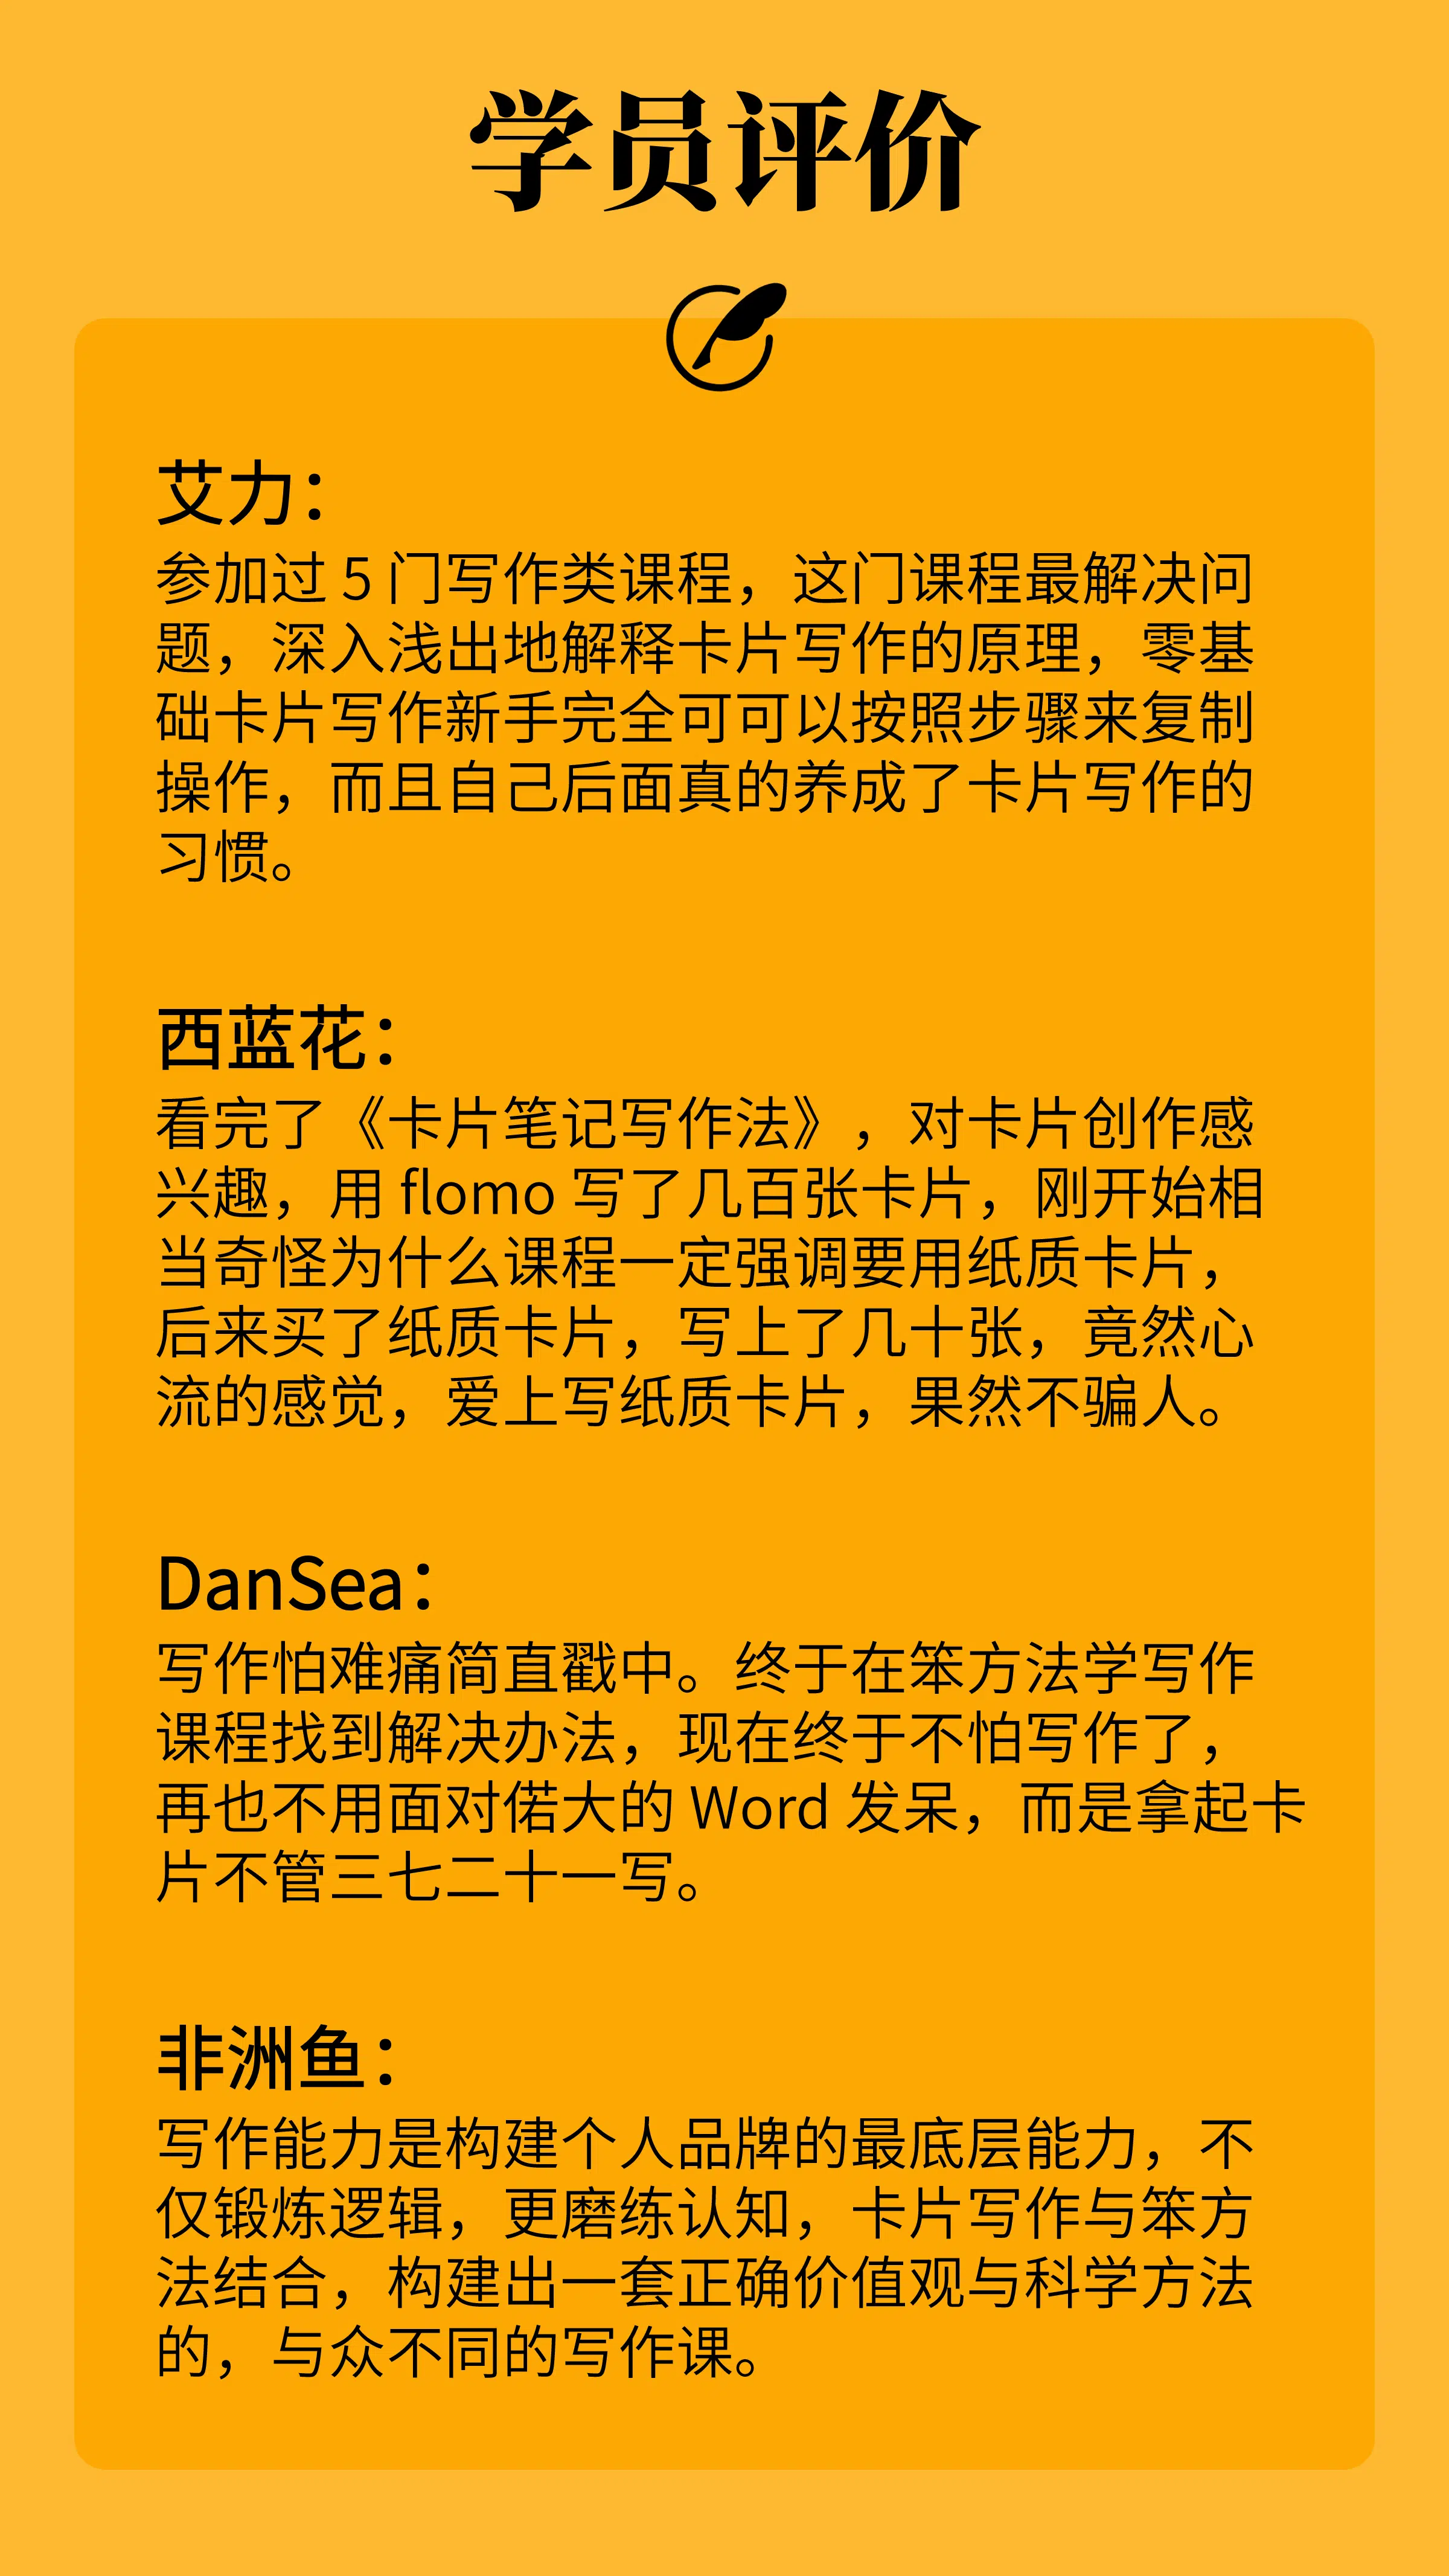 学员评价
艾力：
参加过 5 门写作类课程，这门课程最解决问
题，深入浅出地解释卡片写作的原理，零基
础卡片写作新手完全可可以按照步骤来复制
操作，而且自己后面真的养成了卡片写作的
习惯。
西蓝花：
看完了《卡片笔记写作法》，对卡片创作感
兴趣，用 flomo 写了几百张卡片，刚开始相
当奇怪为什么课程一定强调要用纸质卡片，
后来买了纸质卡片，写上了几十张，竟然心
流的感觉，爱上写纸质卡片，果然不骗人。
DanSea：
写作怕难痛简直戳中。终于在笨方法学写作
课程找到解决办法，现在终于不怕写作了，
再也不用面对偌大的 Word 发呆，而是拿起卡
片不管三七二十一写。
非洲鱼：
写作能力是构建个人品牌的最底层能力，不
仅锻炼逻辑，更磨练认知，卡片写作与笨方
法结合，构建出一套正确价值观与科学方法
的，与众不同的写作课。